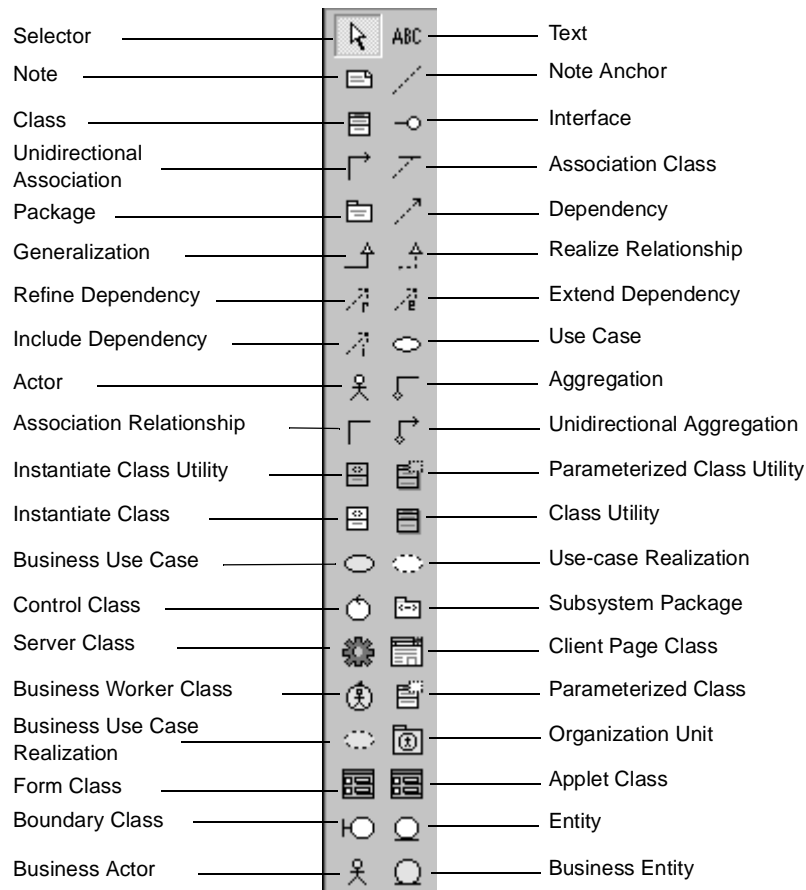 Selector
ABC
Text
Note
Note Anchor
Class
Interface
Unidirectional
Association
Association Class
Package
Dependency
Generalization
Realize Relationship
Refine Dependency
r
e
Extend Dependency
Include Dependency
i
Use Case
Actor
Aggregation
Association Relationship
Unidirectional Aggregation
Instantiate Class Utility
Parameterized Class Utility
Instantiate Class
Class Utility
Business Use Case
Use-case Realization
Control Class
Subsystem Package
Server Class
Client Page Class
Business Worker Class
Parameterized Class
Business Use Case
Realization
Organization Unit
Form Class
Applet Class
Boundary Class
Entity
Business Actor
Business Entity